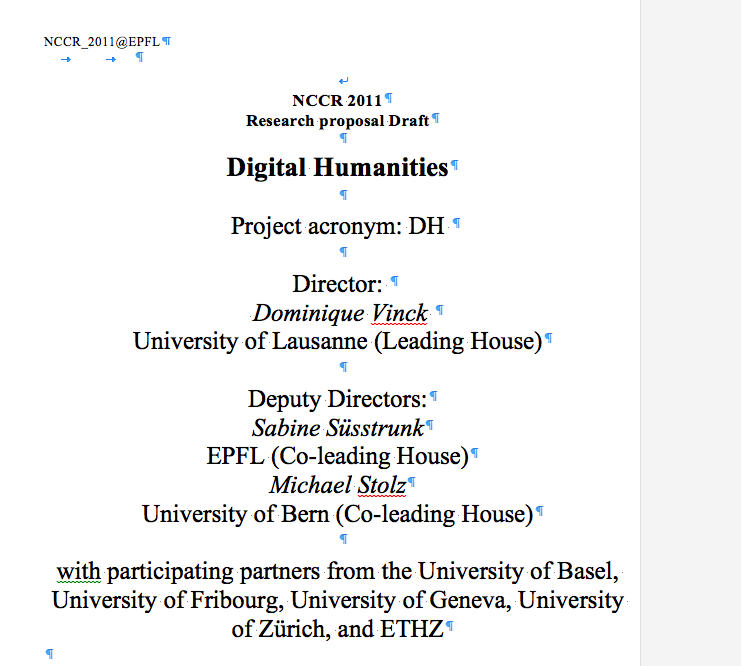 NCCR_2011@EPFL
NCCR 2011
Research proposal Draft
Digital Humanities
Project acronym: DH
Director:
Dominique Vinck
University of Lausanne (Leading House)
Deputy Directors:
Sabine Süsstrunk
EPFL (Co-leading House)
Michael Stolz
University of Bern (Co-leading House)
with participating partners from the University of Basel,
University of Fribourg, University of Geneva, University
of Zürich, and ETHZ